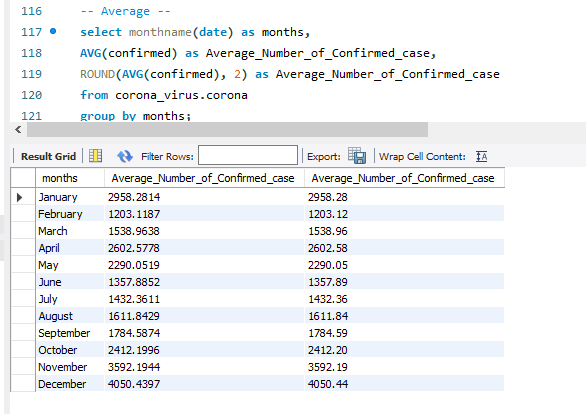 116 -- Average --
117 select monthname(date) as months,
118 AVG(confirmed) as Average_Number_of_Confirmed_case,
119 ROUND(AVG(confirmed), 2) as Average_Number_of_Confirmed_case
120 from corona_virus.corona
121 group by months;
Result Grid Filter Rows: Export: Wrap Cell Content:
months Average_Number_of_Confirmed_case Average_Number_of_Confirmed_case
January 2958.2814 2958.28
February 1203.1187 1203.12
March 1538.9638 1538.96
April 2602.5778 2602.58
May 2290.0519 2290.05
June 1357.8852 1357.89
July 1432.3611 1432.36
August 1611.8429 1611.84
September 1784.5874 1784.59
October 2412.1996 2412.20
November 3592.1944 3592.19
December 4050.4397 4050.44